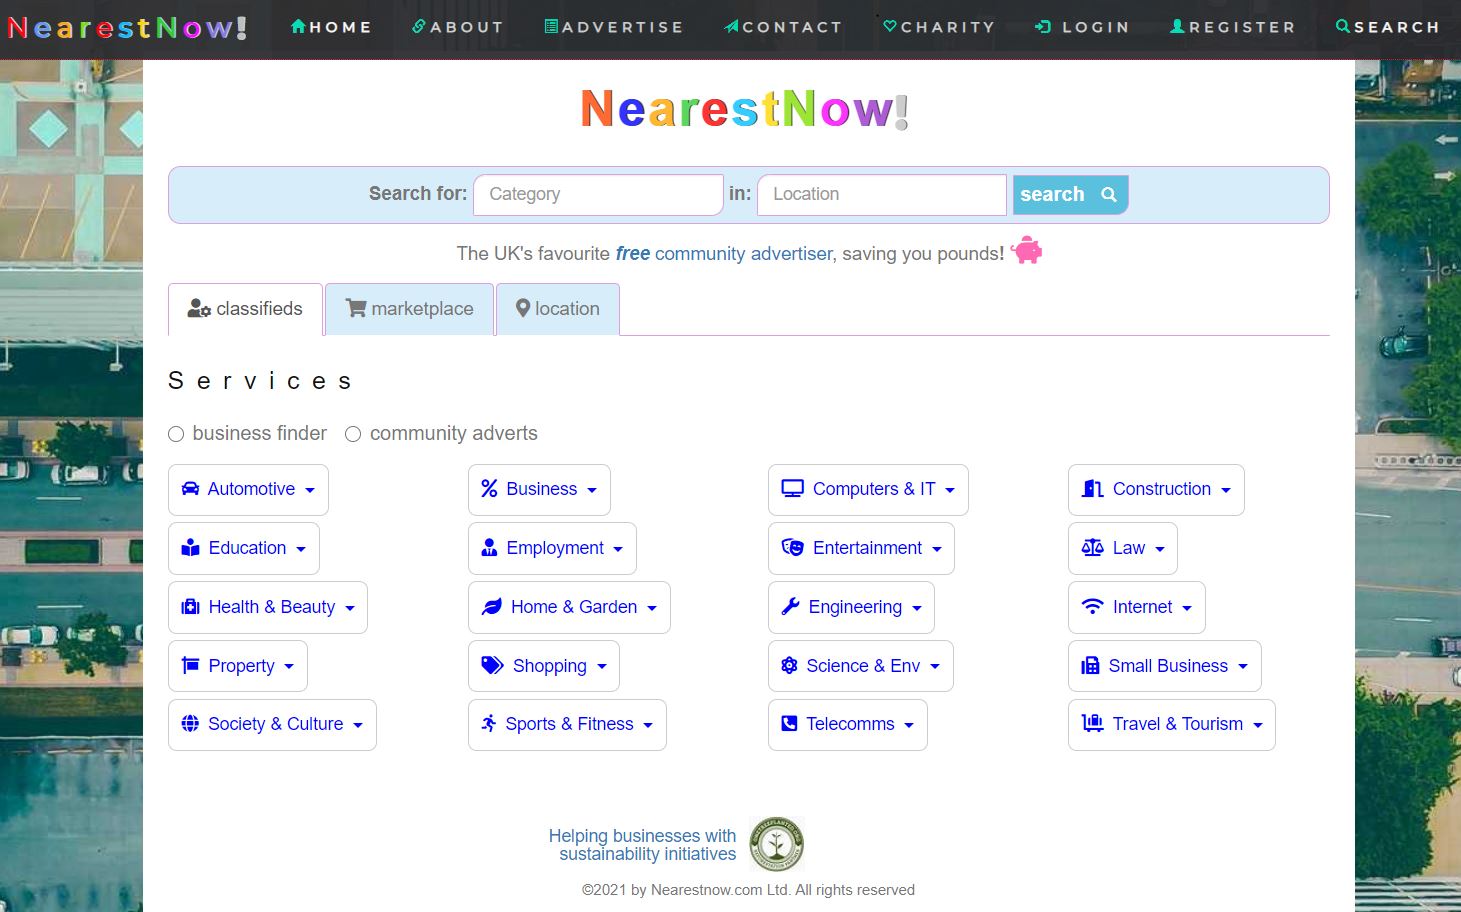 NearestNow! HOME ABOUT ADVERTISE CONTACT CHARITY LOGIN REGISTER SEARCH
NearestNow!
Search for: Category in: Location search
The UK's favourite free community advertiser, saving you pounds!
classifieds marketplace location
Services
business finder community adverts
Automotive Business Computers & IT Construction
Education Employment Entertainment Law
Health & Beauty Home & Garden Engineering Internet
Property Shopping Science & Env Small Business
Society & Culture Sports & Fitness Telecomms Travel & Tourism
Helping businesses with
sustainability initiatives
©2021 by Nearestnow.com Ltd. All rights reserved